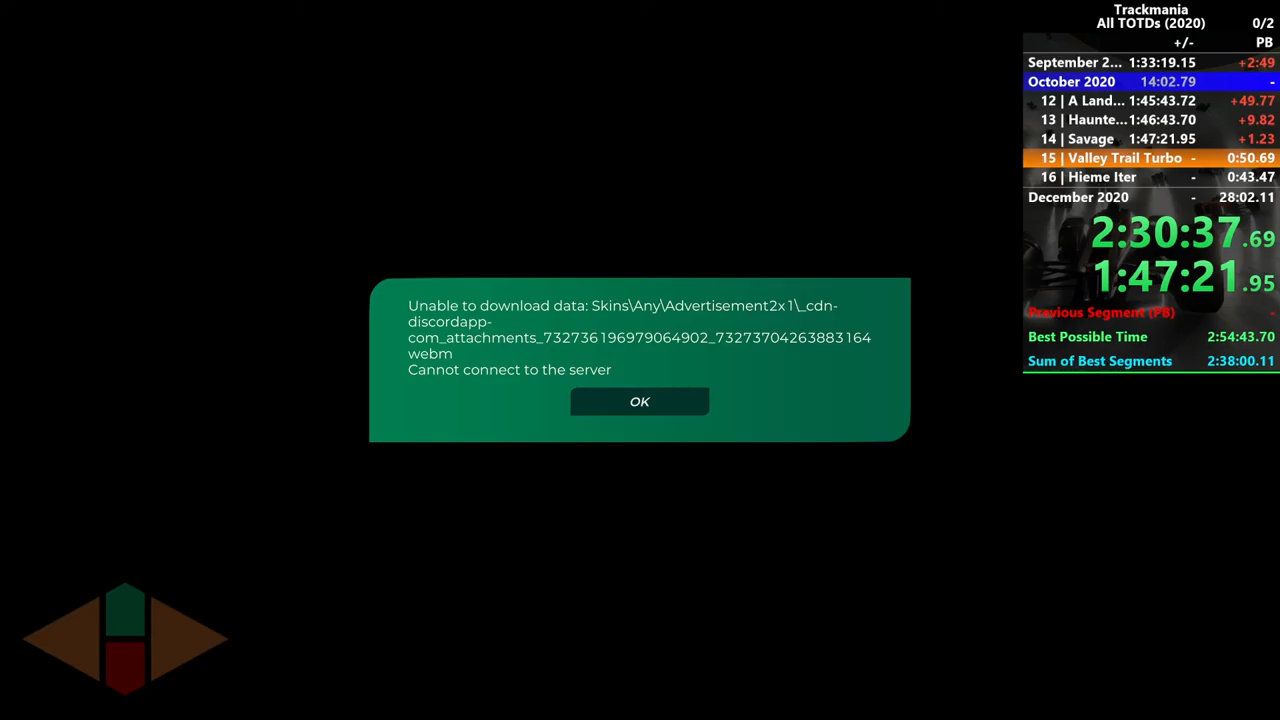 Trackmania
All TOTDs (2020) 0/2
+/- PB
September 2... 1:33:19.15 +2:49
October 2020 14:02.79 -
12 | A Land... 1:45:43.72 +49.77
13 | Haunte... 1:46:43.70 +9.82
14 | Savage 1:47:21.95 +1.23
15 | Valley Trail Turbo - 0:50.69
16 | Hieme Iter - 0:43.47
December 2020 - 28:02.11
2:30:37.69
1:47:21.95
Previous Segment (PB) -
Best Possible Time 2:54:43.70
Sum of Best Segments 2:38:00.11
Unable to download data: Skins\Any\Advertisement2x1\_cdn-
discordapp-
com_attachments_732736196979064902_73273704263883164
webm
Cannot connect to the server
OK